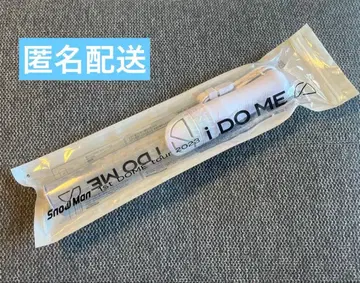 匿名配送
i DO ME
i DO ME
Snow Man 1st DOME tour 2023